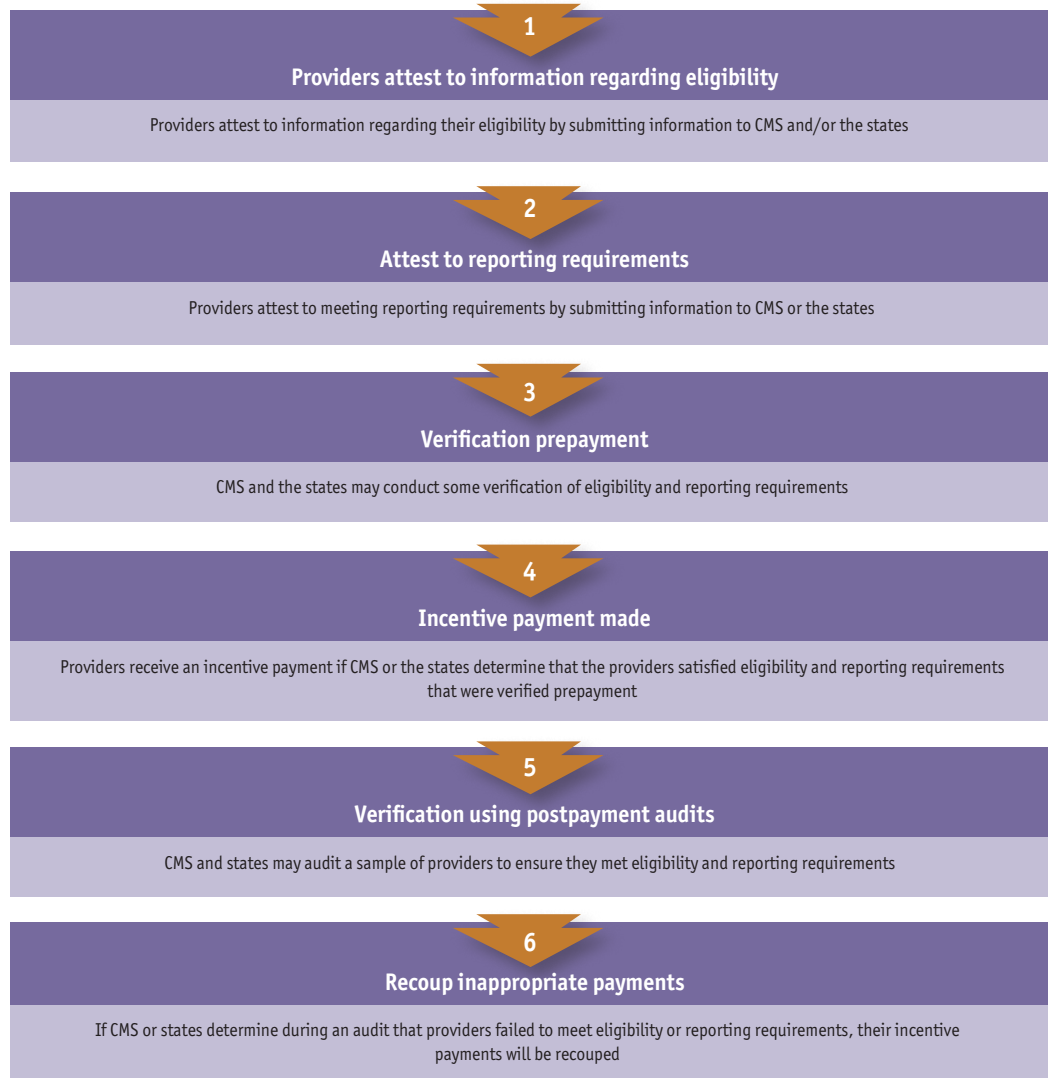 1
Providers attest to information regarding eligibility
Providers attest to information regarding their eligibility by submitting information to CMS and/or the states
2
Attest to reporting requirements
Providers attest to meeting reporting requirements by submitting information to CMS or the states
3
Verification prepayment
CMS and the states may conduct some verification of eligibility and reporting requirements
4
Incentive payment made
Providers receive an incentive payment if CMS or the states determine that the providers satisfied eligibility and reporting requirements
that were verified prepayment
5
Verification using postpayment audits
CMS and states may audit a sample of providers to ensure they met eligibility and reporting requirements
6
Recoup inappropriate payments
If CMS or states determine during an audit that providers failed to meet eligibility or reporting requirements, their incentive
payments will be recouped